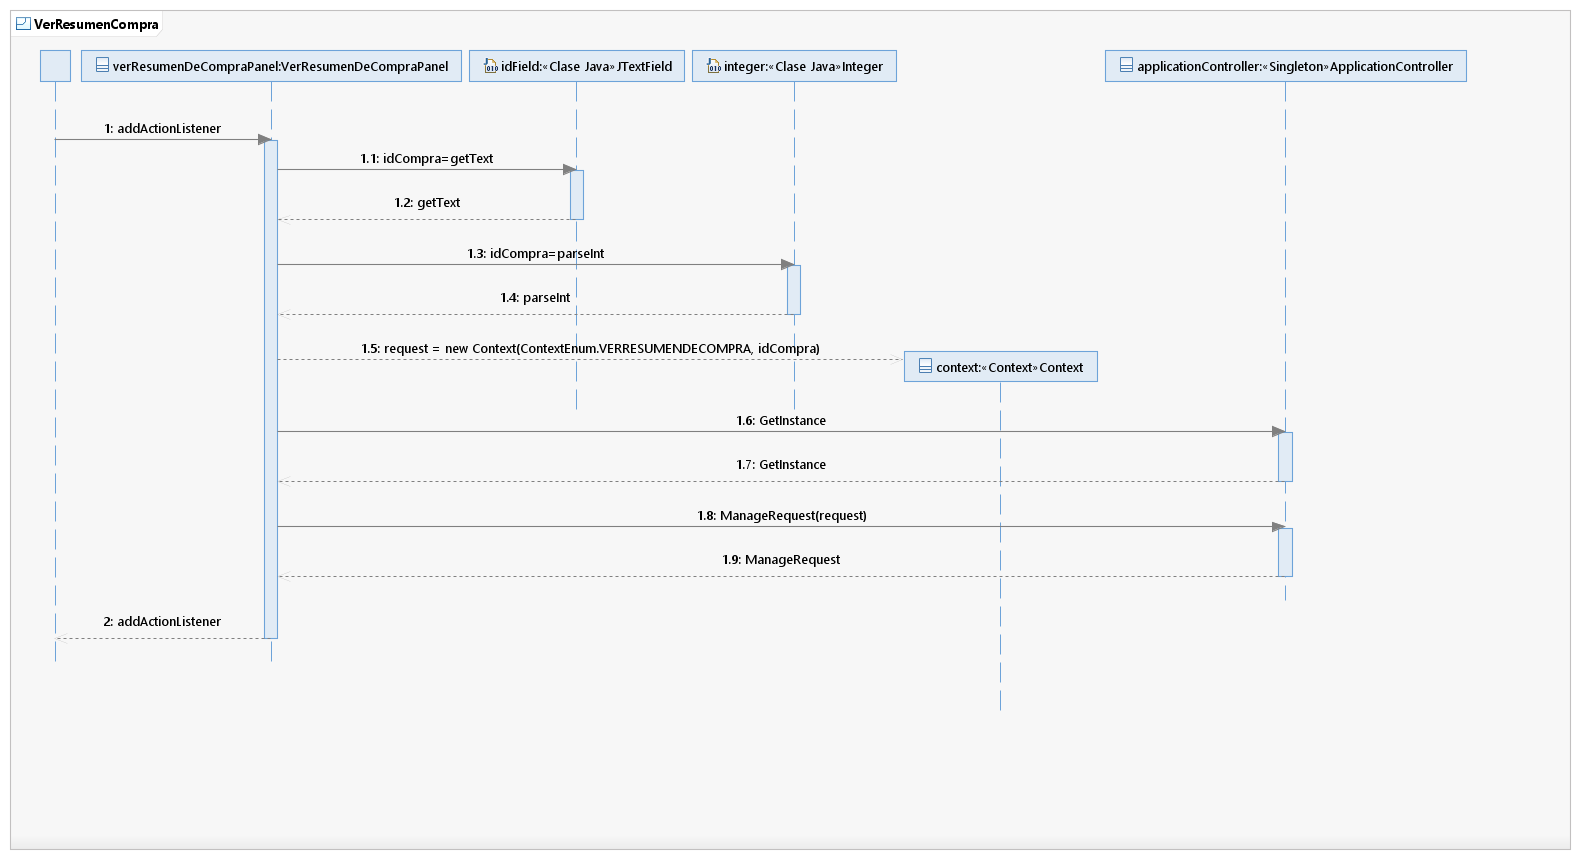 VerResumenCompra
verResumenDeCompraPanel:VerResumenDeCompraPanel
idField:«Clase Java»JTextField
integer:«Clase Java»Integer
applicationController:«Singleton»ApplicationController
1: addActionListener
1.1: idCompra=getText
1.2: getText
1.3: idCompra=parseInt
1.4: parseInt
1.5: request = new Context(ContextEnum.VERRESUMENDECOMPRA, idCompra)
context:«Context»Context
1.6: GetInstance
1.7: GetInstance
1.8: ManageRequest(request)
1.9: ManageRequest
2: addActionListener